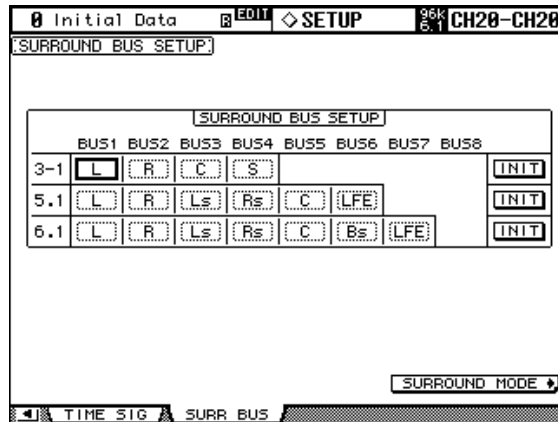 0 Initial Data EDIT SETUP 96k 6.1 CH20-CH20
SURROUND BUS SETUP
SURROUND BUS SETUP
BUS1 BUS2 BUS3 BUS4 BUS5 BUS6 BUS7 BUS8
3-1 L R C S INIT
5.1 L R Ls Rs C LFE INIT
6.1 L R Ls Rs C Bs LFE INIT
SURROUND MODE
TIME SIG SURR BUS